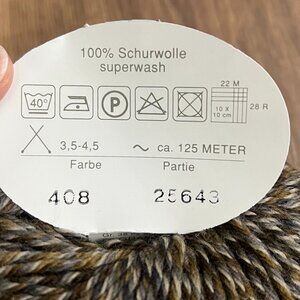 100% Schurwolle
superwash
40°
P
22 M
10 X
10 cm
28 R
3,5-4,5
~ ca. 125 METER
Farbe
Partie
408
25643